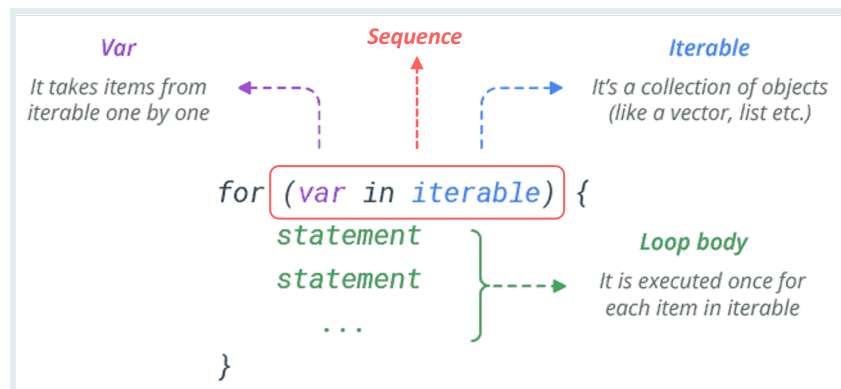 Var
Sequence
Iterable
It takes items from
iterable one by one
It's a collection of objects
(like a vector, list etc.)
for (var in iterable) {
statement
statement
...
}
Loop body
It is executed once for
each item in iterable